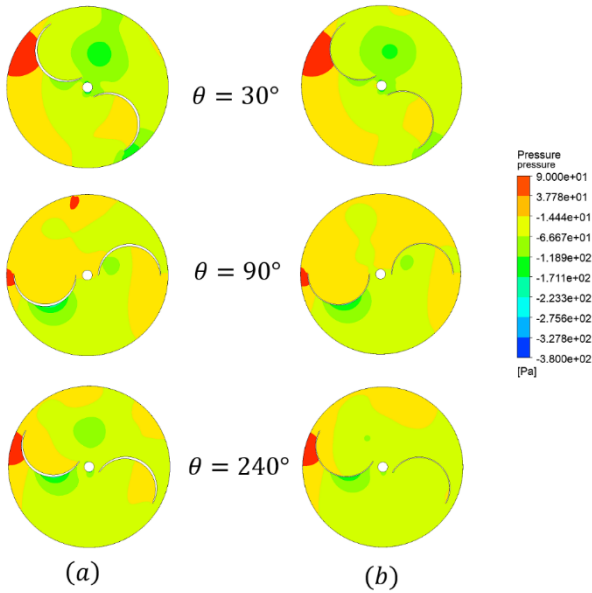 θ = 30°
Pressure
pressure
9.000e+01
3.778e+01
-1.444e+01
-6.667e+01
-1.189e+02
-1.711e+02
-2.233e+02
-2.756e+02
-3.278e+02
-3.800e+02
[Pa]
θ = 90°
θ = 240°
(a)
(b)